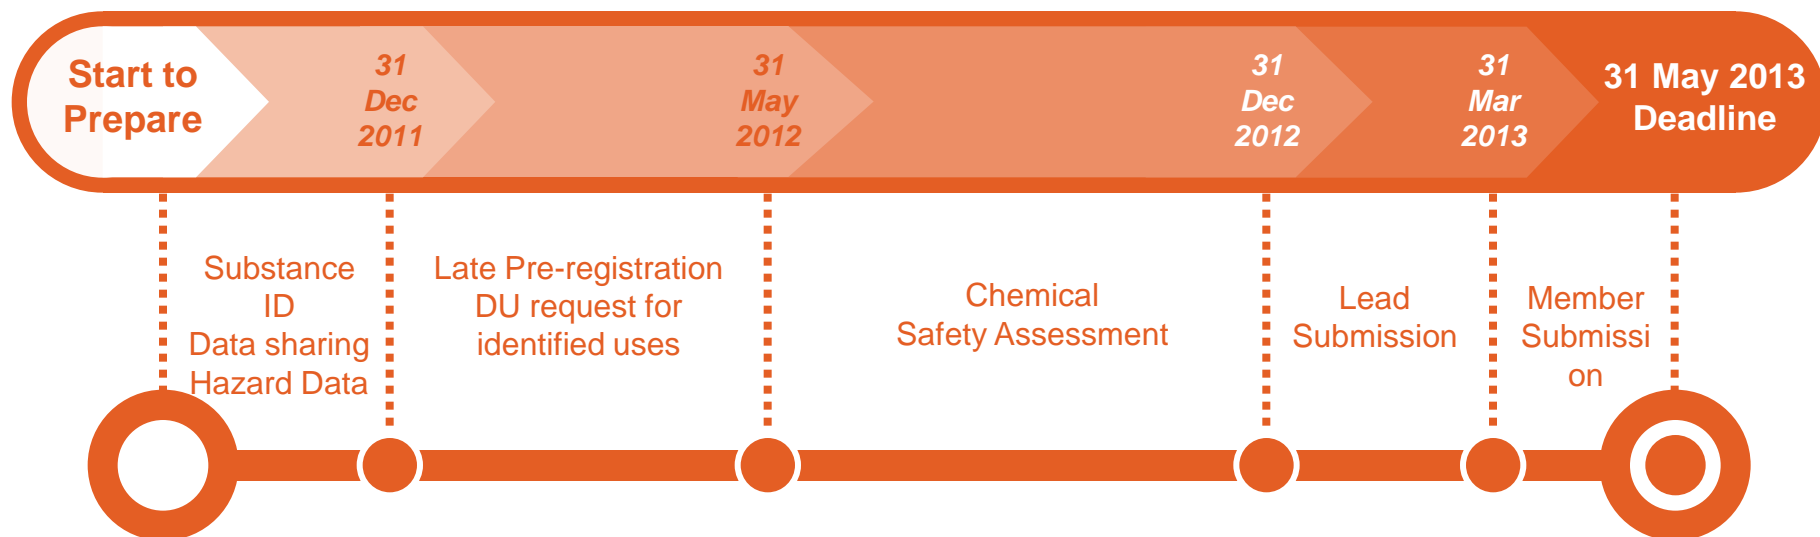 Start to
Prepare
31
Dec
2011
31
May
2012
31
Dec
2012
31
Mar
2013
31 May 2013
Deadline
Substance
ID
Data sharing
Hazard Data
Late Pre-registration
DU request for
identified uses
Chemical
Safety Assessment
Lead
Submission
Member
Submissi
on